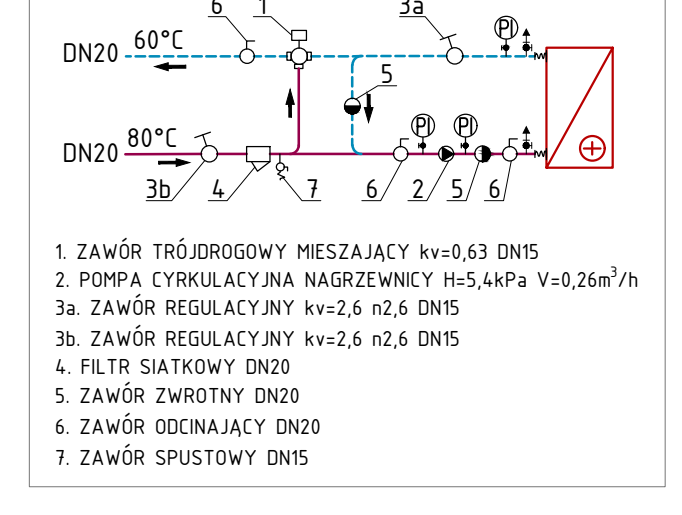 6 1 3a
60°C
DN20
PI
5
80°C
PI PI
DN20
3b 4 7 6 2 5 6
1. ZAWÓR TRÓJDROGOWY MIESZAJĄCY kv=0,63 DN15
2. POMPA CYRKULACYJNA NAGRZEWNICY H=5,4kPa V=0,26m³/h
3a. ZAWÓR REGULACYJNY kv=2,6 n2,6 DN15
3b. ZAWÓR REGULACYJNY kv=2,6 n2,6 DN15
4. FILTR SIATKOWY DN20
5. ZAWÓR ZWROTNY DN20
6. ZAWÓR ODCINAJĄCY DN20
7. ZAWÓR SPUSTOWY DN15